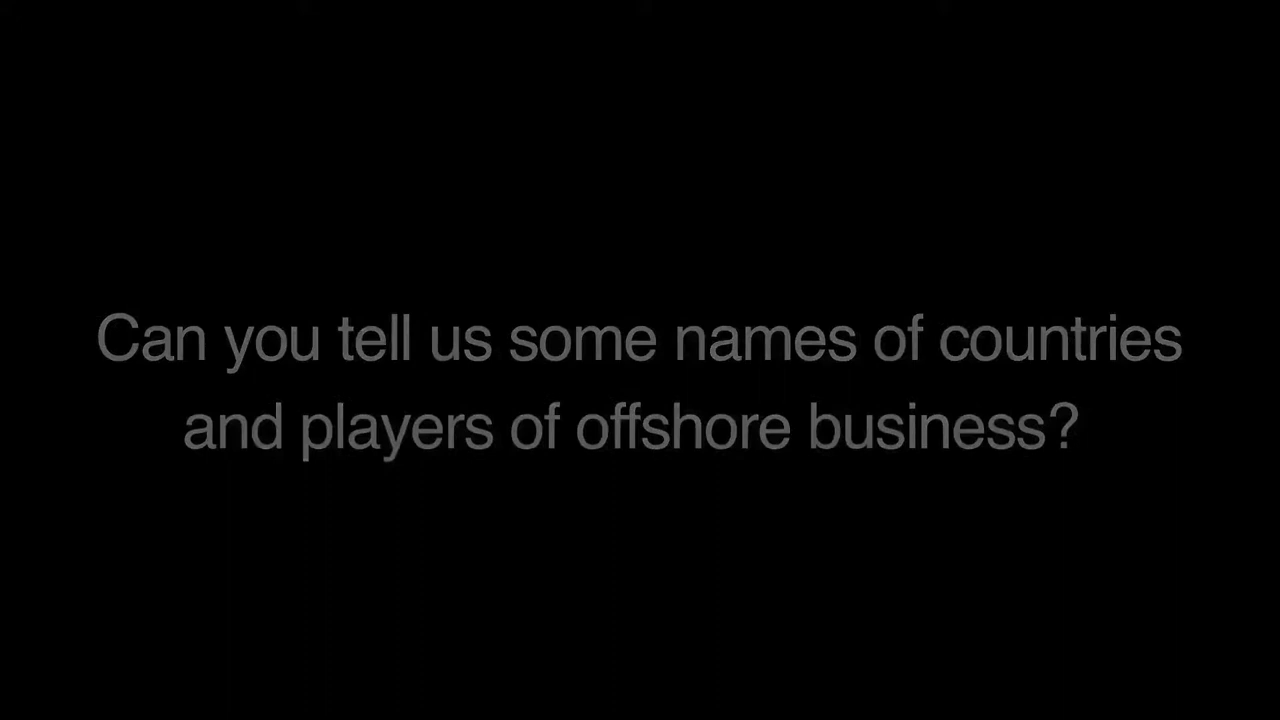 Can you tell us some names of countries
and players of offshore business?